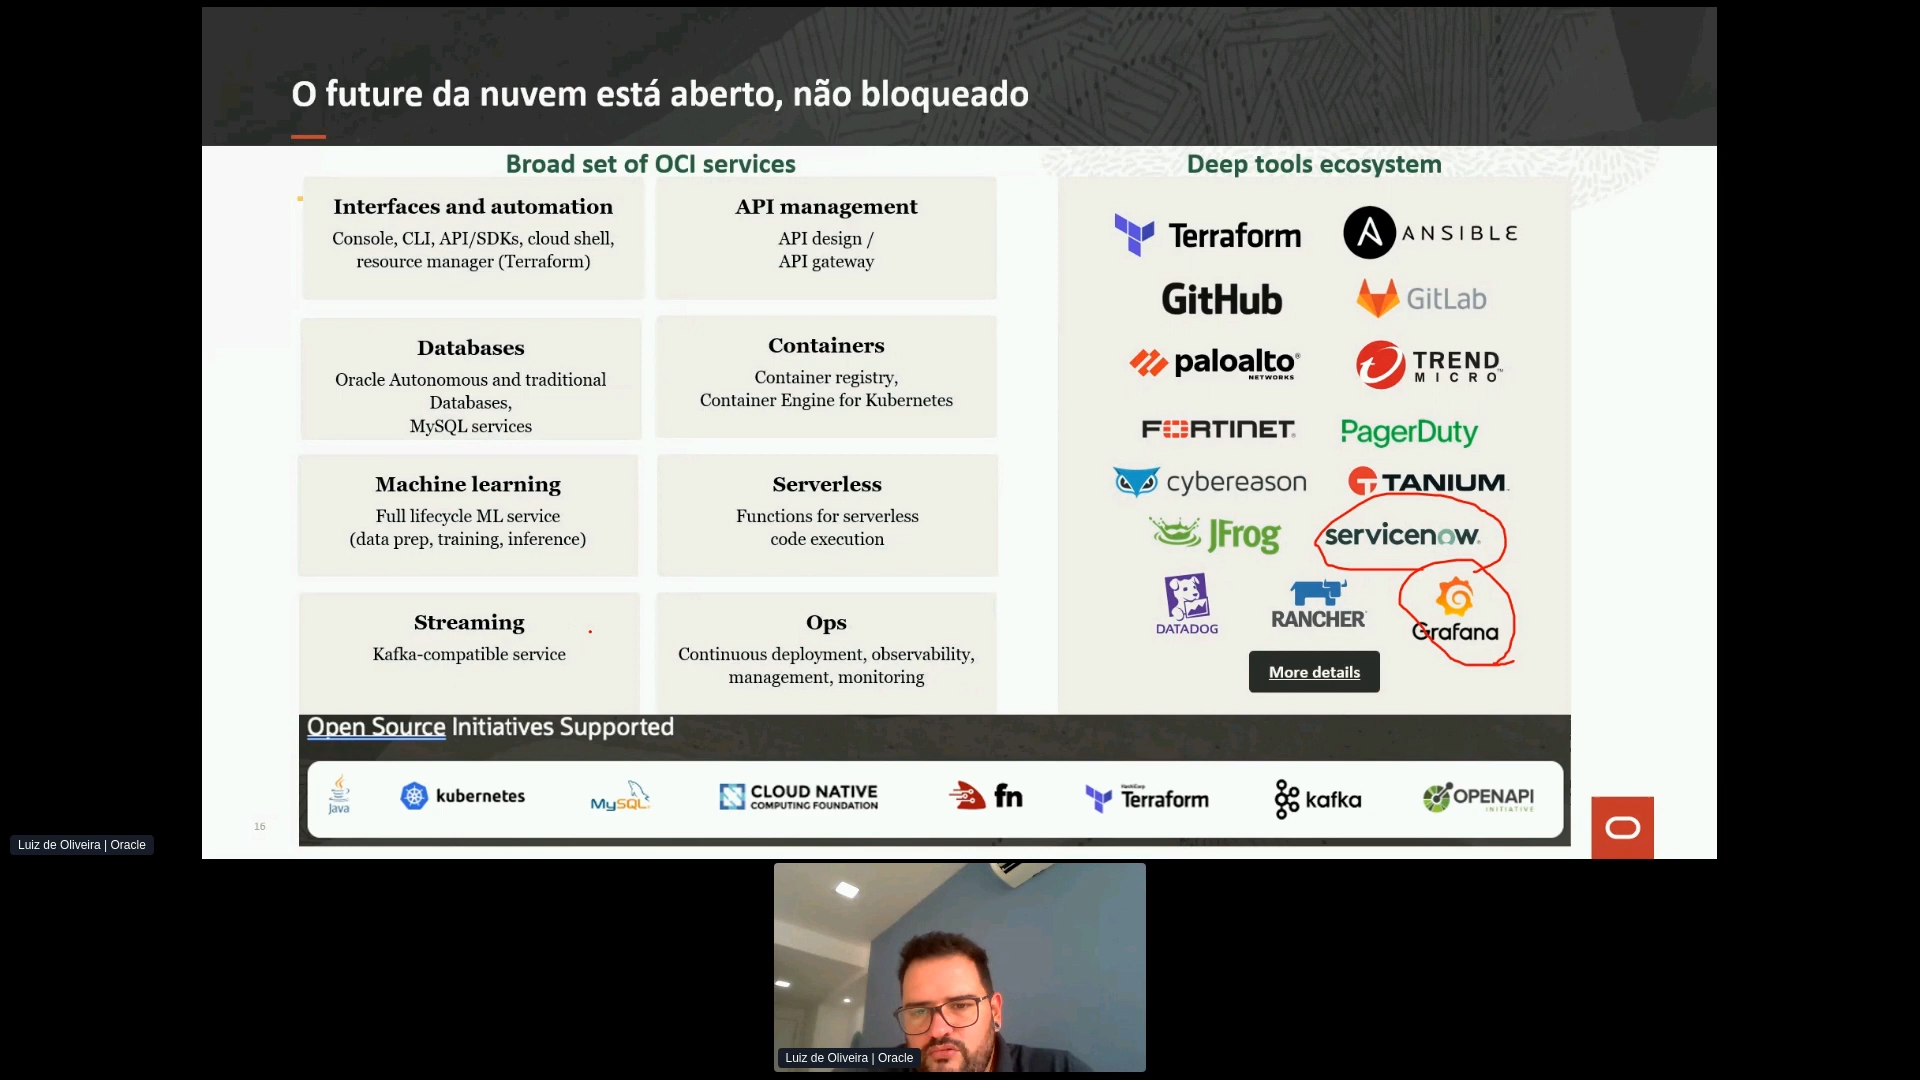 O future da nuvem está aberto, não bloqueado
Broad set of OCI services
Deep tools ecosystem
Interfaces and automation
Console, CLI, API/SDKs, cloud shell,
resource manager (Terraform)
API management
API design /
API gateway
Databases
Oracle Autonomous and traditional
Databases,
MySQL services
Containers
Container registry,
Container Engine for Kubernetes
Machine learning
Full lifecycle ML service
(data prep, training, inference)
Serverless
Functions for serverless
code execution
Streaming
Kafka-compatible service
Ops
Continuous deployment, observability,
management, monitoring
Terraform
ANSIBLE
GitHub
GitLab
paloalto
NETWORKS
TREND
MICRO
FORTINET
PagerDuty
cybereason
TANIUM
JFrog
servicenow
DATADOG
RANCHER
Grafana
More details
Open Source Initiatives Supported
Java
kubernetes
MySQL
CLOUD NATIVE
COMPUTING FOUNDATION
fn
HashiCorp
Terraform
kafka
OPENAPI
INITIATIVE
16
Luiz de Oliveira | Oracle
Luiz de Oliveira | Oracle